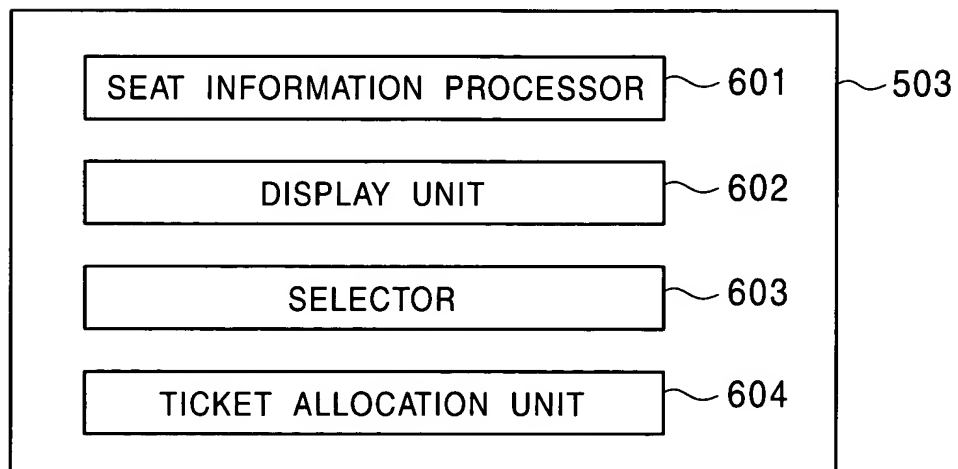 SEAT INFORMATION PROCESSOR 601
503
DISPLAY UNIT 602
SELECTOR 603
TICKET ALLOCATION UNIT 604